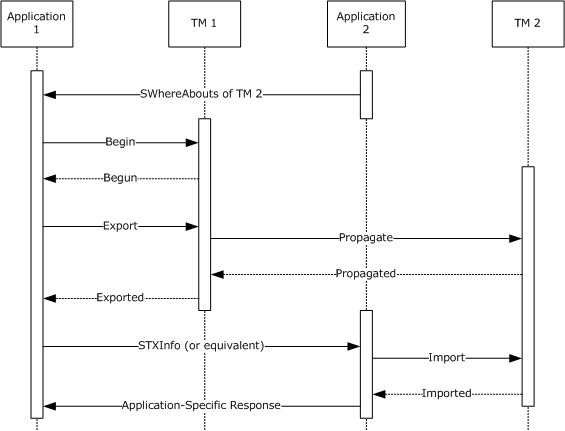 Application
1
TM 1
Application
2
TM 2
SWhereAbouts of TM 2
Begin
Begun
Export
Propagate
Propagated
Exported
STXInfo (or equivalent)
Import
Imported
Application-Specific Response